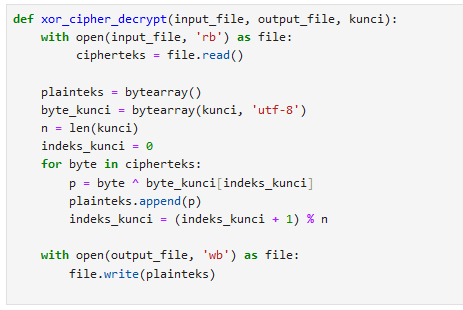 def xor_cipher_decrypt(input_file, output_file, kunci):
    with open(input_file, 'rb') as file:
         cipherteks = file.read()

    plainteks = bytearray()
    byte_kunci = bytearray(kunci, 'utf-8')
    n = len(kunci)
    indeks_kunci = 0
    for byte in cipherteks:
        p = byte ^ byte_kunci[indeks_kunci]
        plainteks.append(p)
        indeks_kunci = (indeks_kunci + 1) % n

    with open(output_file, 'wb') as file:
        file.write(plainteks)